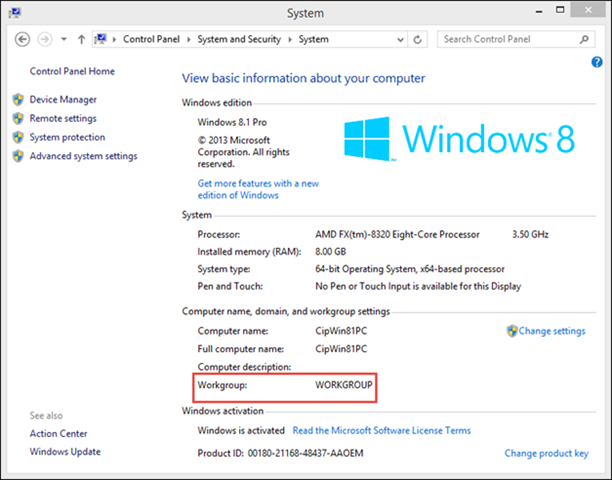 System
Control Panel System and Security System
Search Control Panel
Control Panel Home
Device Manager
Remote settings
System protection
Advanced system settings
See also
Action Center
Windows Update
View basic information about your computer
Windows edition
Windows 8.1 Pro
© 2013 Microsoft
Corporation. All rights
reserved.
Get more features with a new
edition of Windows
Windows 8
System
Processor: AMD FX(tm)-8320 Eight-Core Processor 3.50 GHz
Installed memory (RAM): 8.00 GB
System type: 64-bit Operating System, x64-based processor
Pen and Touch: No Pen or Touch Input is available for this Display
Computer name, domain, and workgroup settings
Computer name: CipWin81PC
Change settings
Full computer name: CipWin81PC
Computer description:
Workgroup: WORKGROUP
Windows activation
Windows is activated Read the Microsoft Software License Terms
Product ID: 00180-21168-48437-AAOEM
Change product key